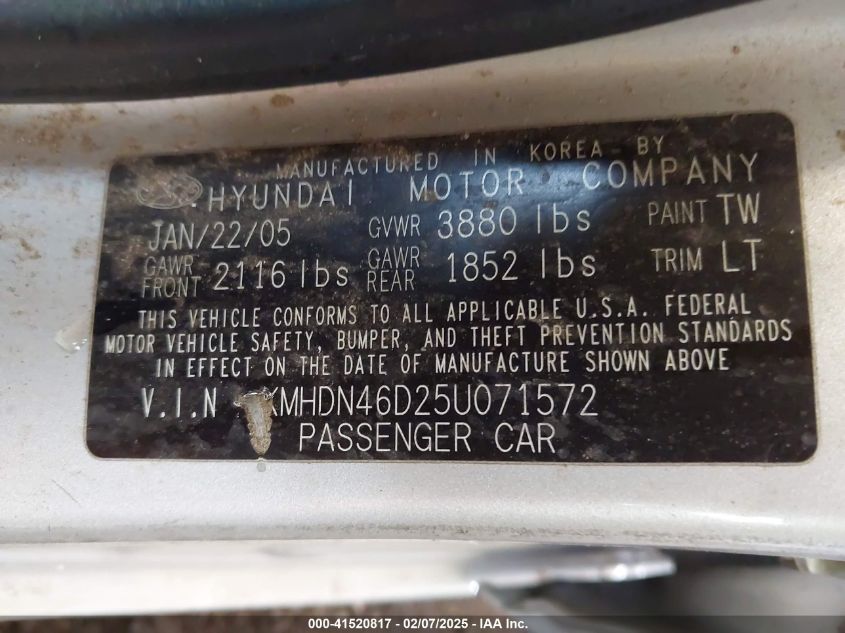 MANUFACTURED IN KOREA BY
HYUNDAI MOTOR COMPANY
JAN/22/05 GVWR 3880 lbs PAINT TW
GAWR FRONT 2116 lbs GAWR REAR 1852 lbs TRIM LT
THIS VEHICLE CONFORMS TO ALL APPLICABLE U.S.A. FEDERAL
MOTOR VEHICLE SAFETY, BUMPER, AND THEFT PREVENTION STANDARDS
IN EFFECT ON THE DATE OF MANUFACTURE SHOWN ABOVE
V.I.N KMHDN46D25U071572
PASSENGER CAR
000-41520817 - 02/07/2025 - © IAA, Inc.